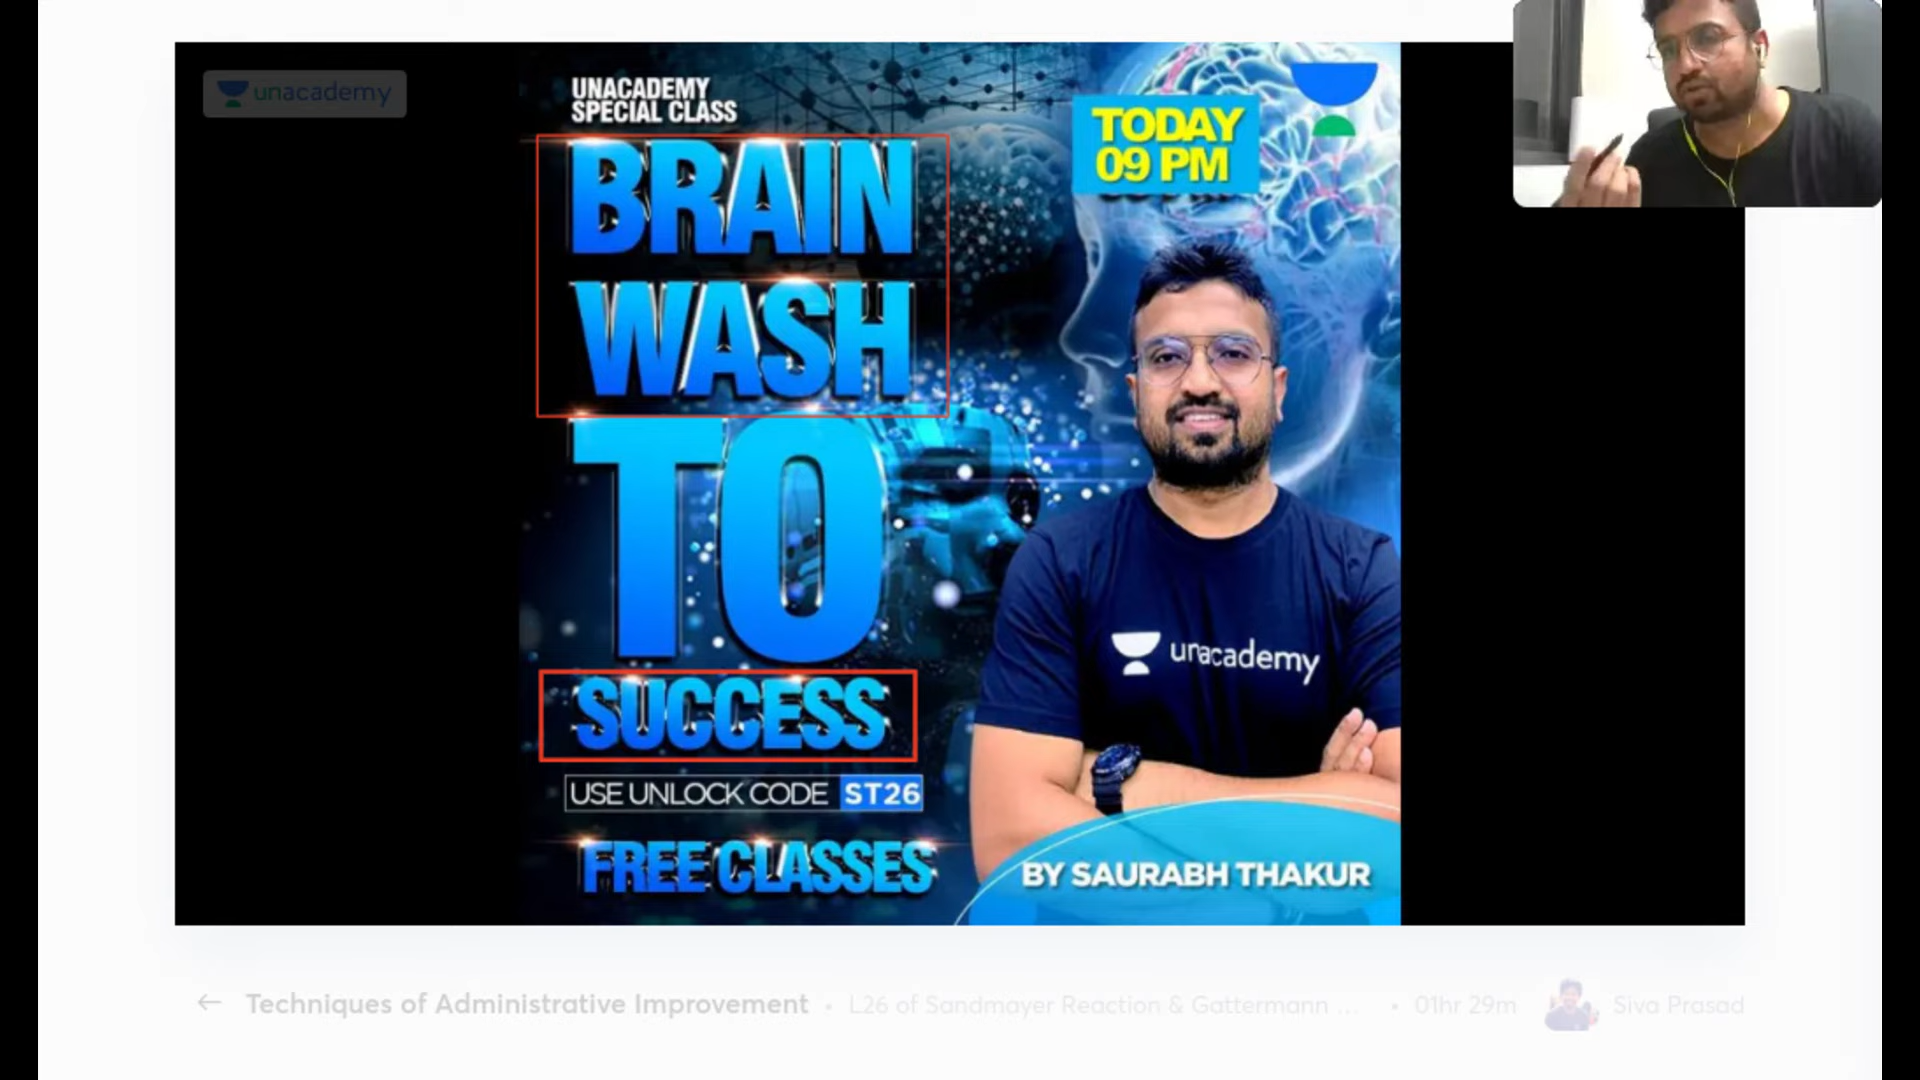 unacademy
UNACADEMY
SPECIAL CLASS
TODAY
09 PM
BRAIN
WASH
TO
SUCCESS
unacademy
USE UNLOCK CODE ST26
FREE CLASSES
BY SAURABH THAKUR
Techniques of Administrative Improvement • L26 of Sandmayer Reaction & Gattermann ... • 01hr 29m Siva Prasad